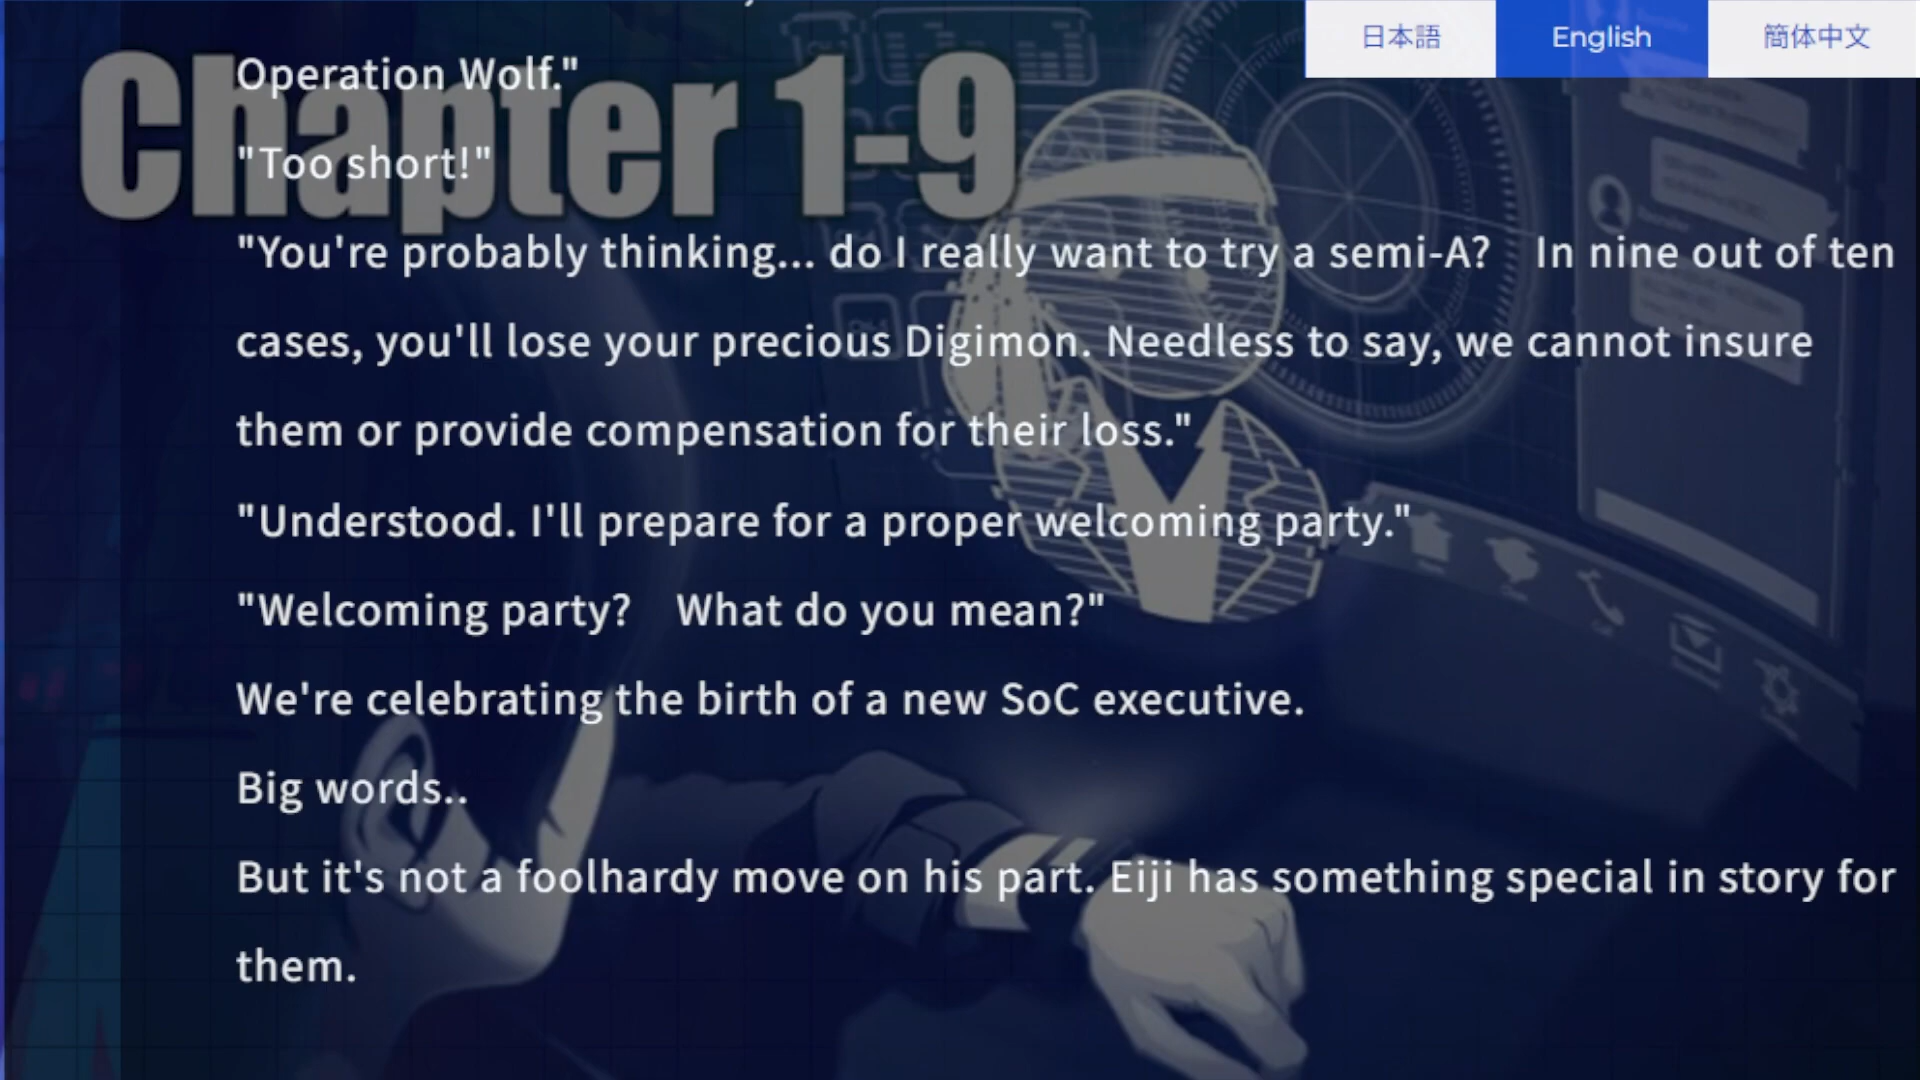 日本語
English
簡体中文
Chapter 1-9
Operation Wolf."
"Too short!"
"You're probably thinking... do I really want to try a semi-A? In nine out of ten
cases, you'll lose your precious Digimon. Needless to say, we cannot insure
them or provide compensation for their loss."
"Understood. I'll prepare for a proper welcoming party."
"Welcoming party? What do you mean?"
We're celebrating the birth of a new SoC executive.
Big words..
But it's not a foolhardy move on his part. Eiji has something special in story for
them.